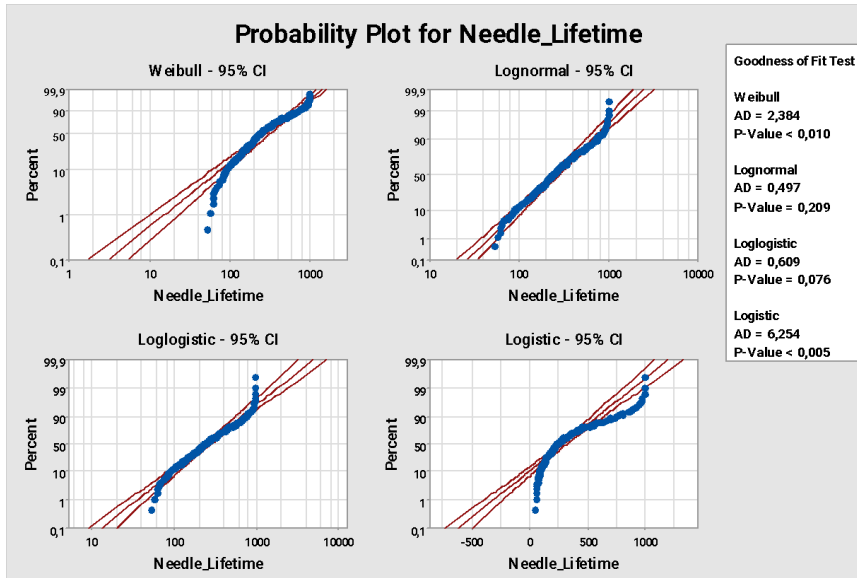 Probability Plot for Needle_Lifetime
Weibull - 95% CI
99,9
90
50
10
1
0,1
Percent
1 10 100 1000
Needle_Lifetime
Lognormal - 95% CI
99,9
99
90
50
10
1
0,1
Percent
10 100 1000 10000
Needle_Lifetime
Loglogistic - 95% CI
99,9
99
90
50
10
1
0,1
Percent
10 100 1000 10000
Needle_Lifetime
Logistic - 95% CI
99,9
99
90
50
10
1
0,1
Percent
-500 0 500 1000
Needle_Lifetime
Goodness of Fit Test
Weibull
AD = 2,384
P-Value < 0,010
Lognormal
AD = 0,497
P-Value = 0,209
Loglogistic
AD = 0,609
P-Value = 0,076
Logistic
AD = 6,254
P-Value < 0,005